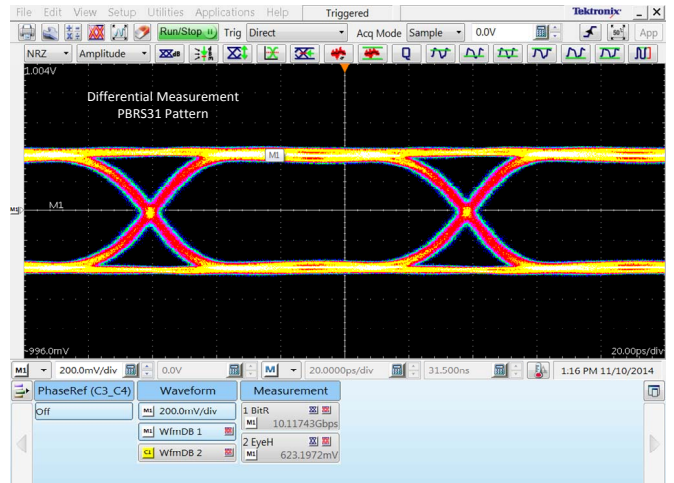 File Edit View Setup Utilities Applications Help Triggered Tektronix
Run/Stop Trig Direct Acq Mode Sample 0.0V 50% App
NRZ Amplitude
1.004V
Differential Measurement
PBRS31 Pattern
M1
M1
M1
-996.0mV 20.00ps/div
M1 200.0mV/div 0.0V M 20.0000ps/div 31.500ns 1:16 PM 11/10/2014
PhaseRef (C3_C4) Waveform Measurement
Off M1 200.0mV/div 1 BitR
M1 10.11743Gbps
M1 WfmDB 1
2 EyeH
C1 WfmDB 2 M1 623.1972mV